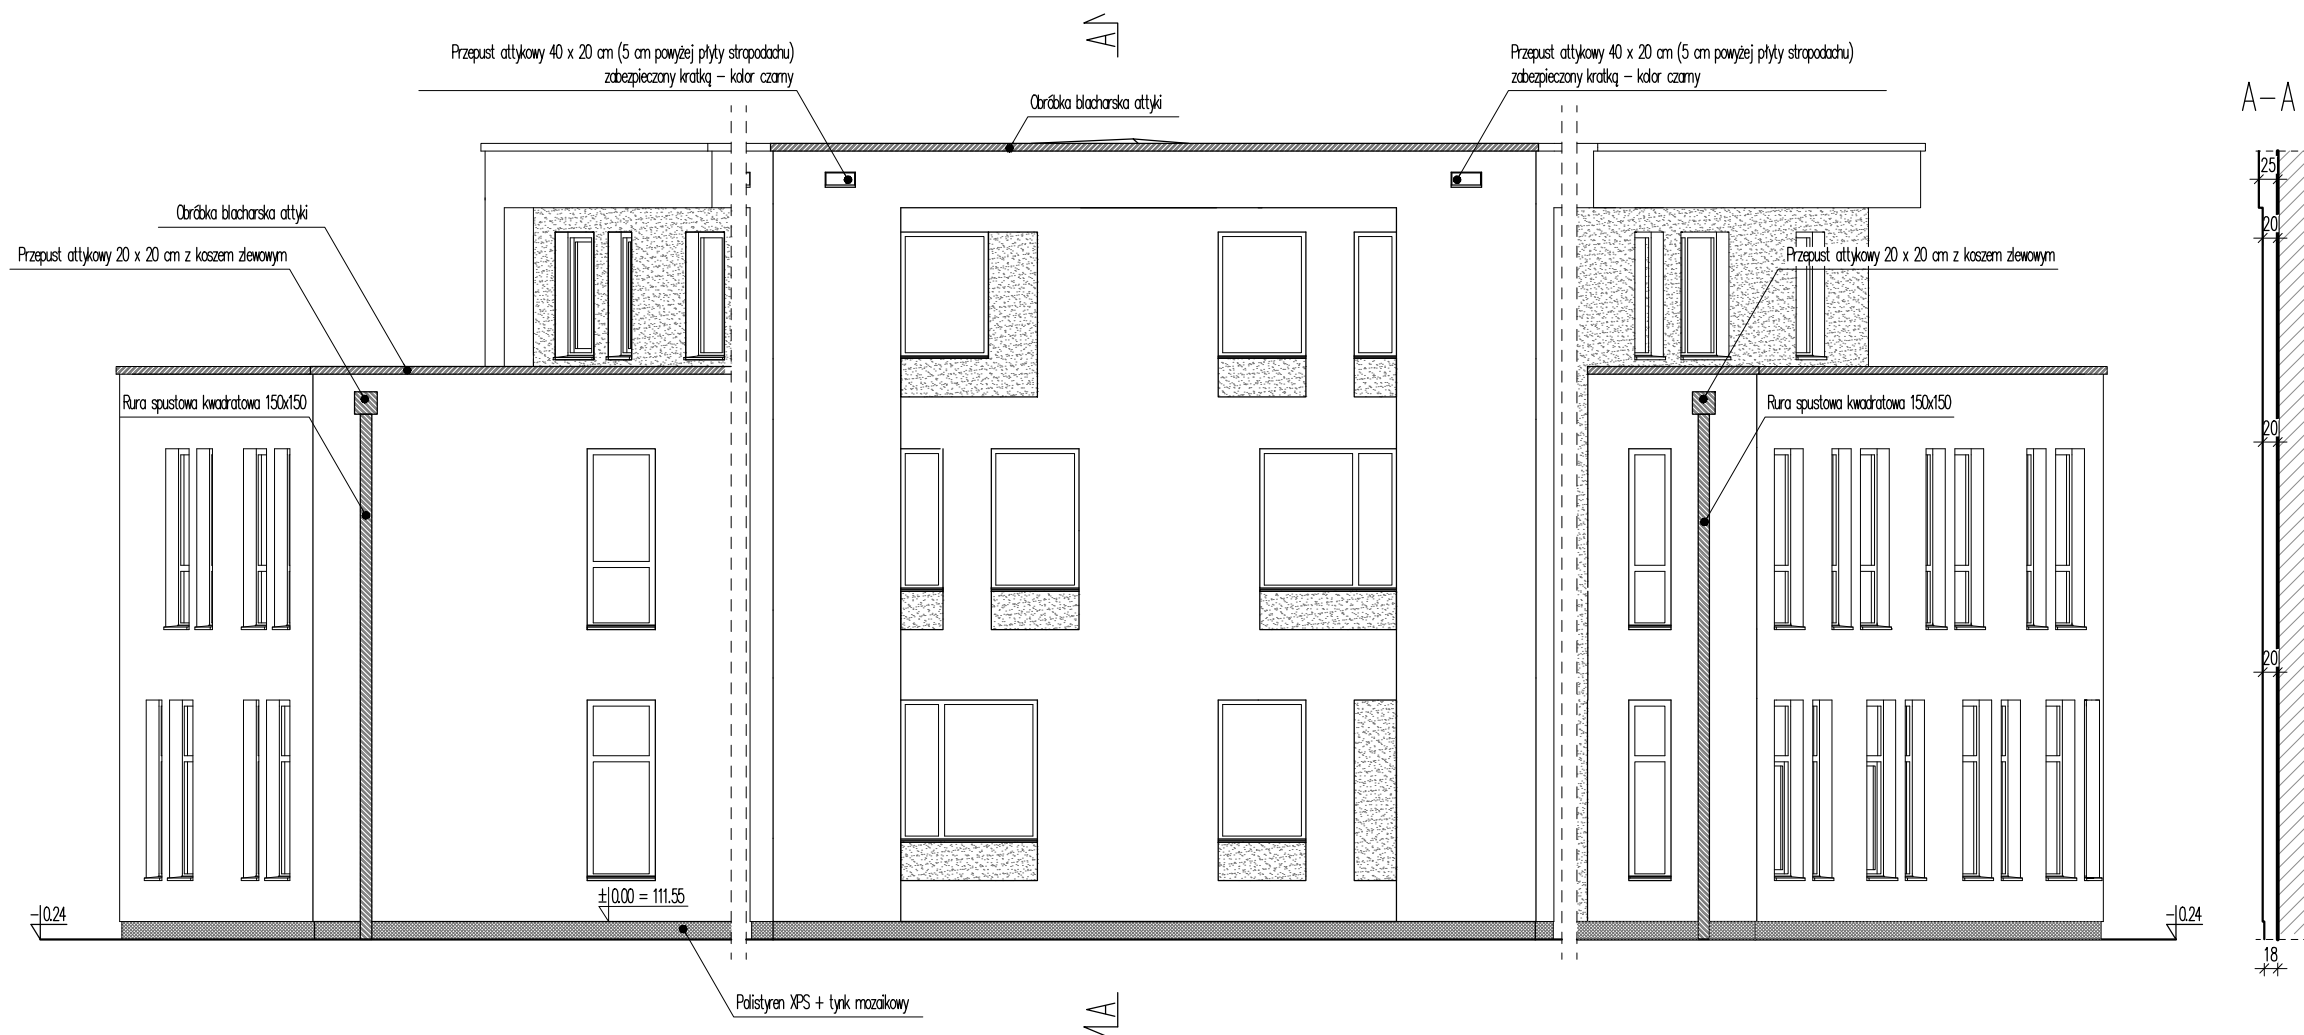 A
Przepust attykowy 40 x 20 cm (5 cm powyżej płyty stropodachu)
zabezpieczony kratką – kolor czarny
Przepust attykowy 40 x 20 cm (5 cm powyżej płyty stropodachu)
zabezpieczony kratką – kolor czarny
Obróbka blacharska attyki
A–A
25
Obróbka blacharska attyki
20
Przepust attykowy 20 x 20 cm z koszem zlewowym
Przepust attykowy 20 x 20 cm z koszem zlewowym
Rura spustowa kwadratowa 150x150
Rura spustowa kwadratowa 150x150
20
20
±0.00 = 111.55
-0.24
-0.24
18
Polistyren XPS + tynk mozaikowy
A